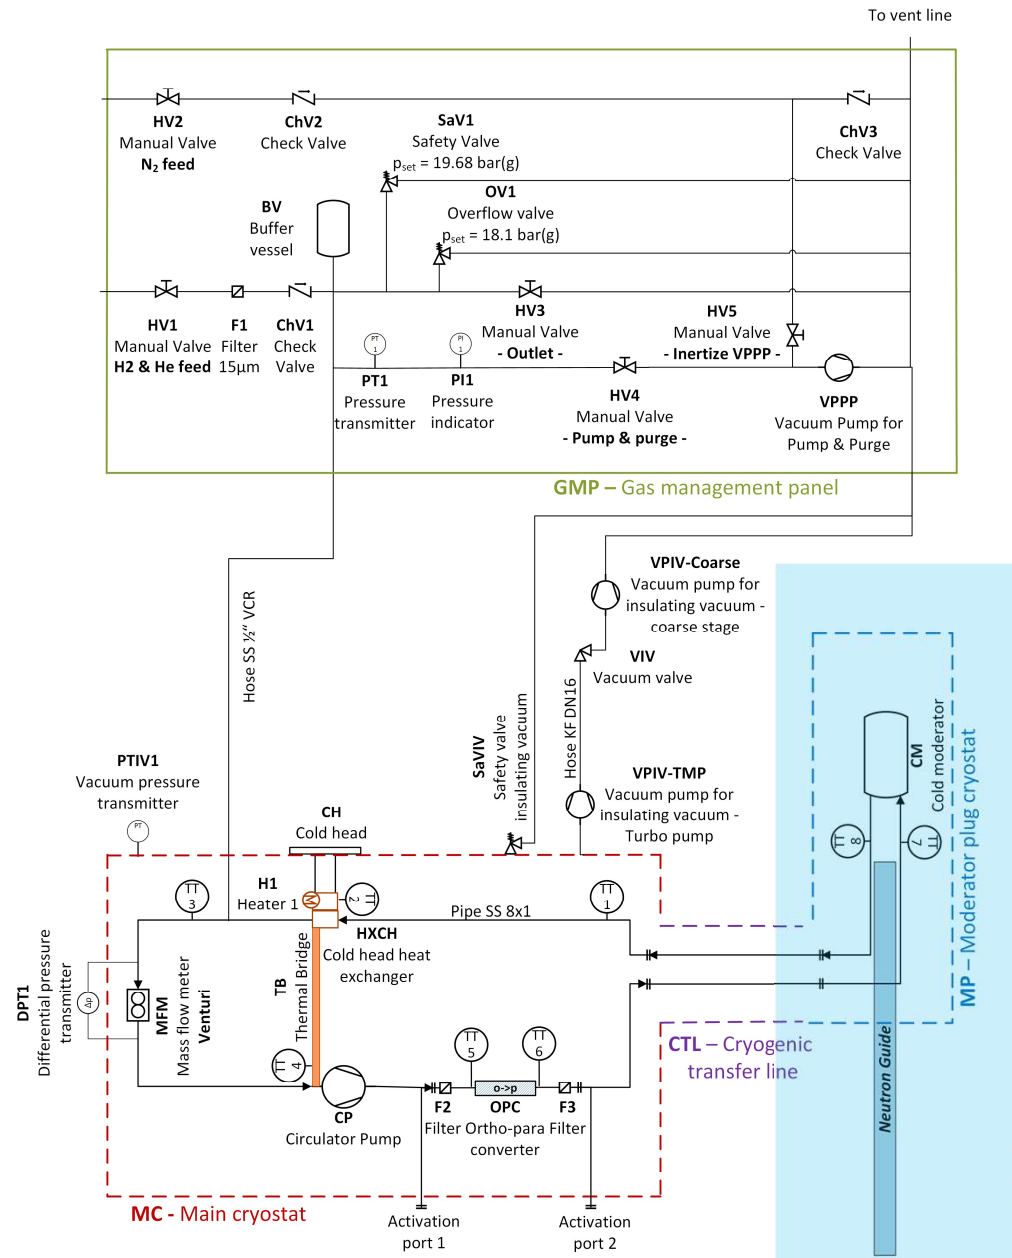 To vent line
HV2
Manual Valve
N₂ feed
ChV2
Check Valve
SaV1
Safety Valve
pset = 19.68 bar(g)
ChV3
Check Valve
BV
Buffer
vessel
OV1
Overflow valve
pset = 18.1 bar(g)
HV1
Manual Valve
H2 & He feed
F1
Filter
15µm
ChV1
Check
Valve
PT
1
PT1
Pressure
transmitter
PI
1
PI1
Pressure
indicator
HV3
Manual Valve
- Outlet -
HV5
Manual Valve
- Inertize VPPP -
HV4
Manual Valve
- Pump & purge -
VPPP
Vacuum Pump for
Pump & Purge
GMP – Gas management panel
Hose SS ½“ VCR
VPIV-Coarse
Vacuum pump for
insulating vacuum -
coarse stage
VIV
Vacuum valve
Hose KF DN16
SaVIV
Safety valve
insulating vacuum
VPIV-TMP
Vacuum pump for
insulating vacuum -
Turbo pump
PTIV1
Vacuum pressure
transmitter
PT
CH
Cold head
H1
Heater 1
M
TT
2
TT
3
HXCH
Cold head heat
exchanger
Pipe SS 8x1
TT
1
CM
Cold moderator
TT
8
TT
7
MP – Moderator plug cryostat
DPT1
Differential pressure
transmitter
Δp
MFM
Mass flow meter
Venturi
TB
Thermal Bridge
TT
4
CP
Circulator Pump
TT
5
TT
6
F2
Filter
o->p
OPC
Ortho-para
converter
F3
Filter
CTL – Cryogenic
transfer line
Neutron Guide
MC - Main cryostat
Activation
port 1
Activation
port 2